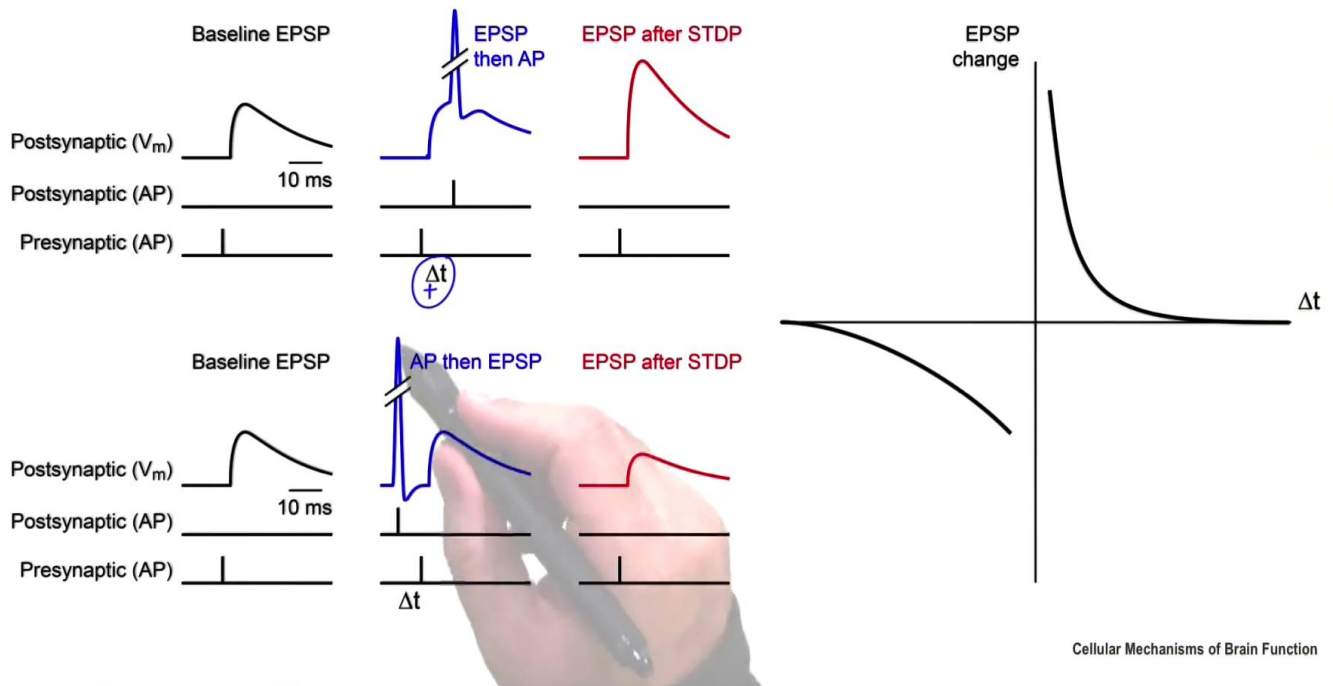 Baseline EPSP
EPSP
then AP
EPSP after STDP
Postsynaptic (Vm)
10 ms
Postsynaptic (AP)
Presynaptic (AP)
Δt
+
Baseline EPSP
AP then EPSP
EPSP after STDP
Postsynaptic (Vm)
10 ms
Postsynaptic (AP)
Presynaptic (AP)
Δt
EPSP
change
Δt
Cellular Mechanisms of Brain Function